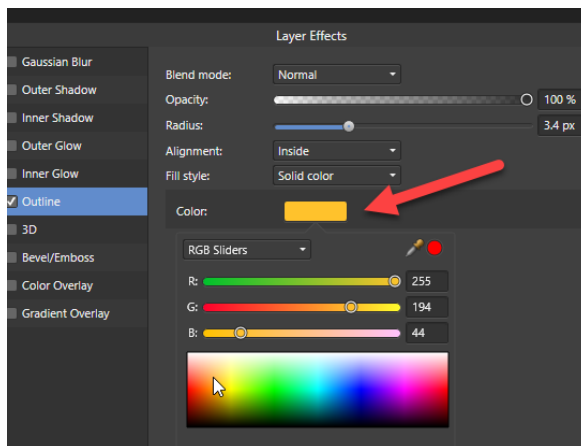 Layer Effects
Gaussian Blur
Outer Shadow
Inner Shadow
Outer Glow
Inner Glow
Outline
3D
Bevel/Emboss
Color Overlay
Gradient Overlay
Blend mode: Normal
Opacity: 100 %
Radius: 3.4 px
Alignment: Inside
Fill style: Solid color
Color:
RGB Sliders
R: 255
G: 194
B: 44